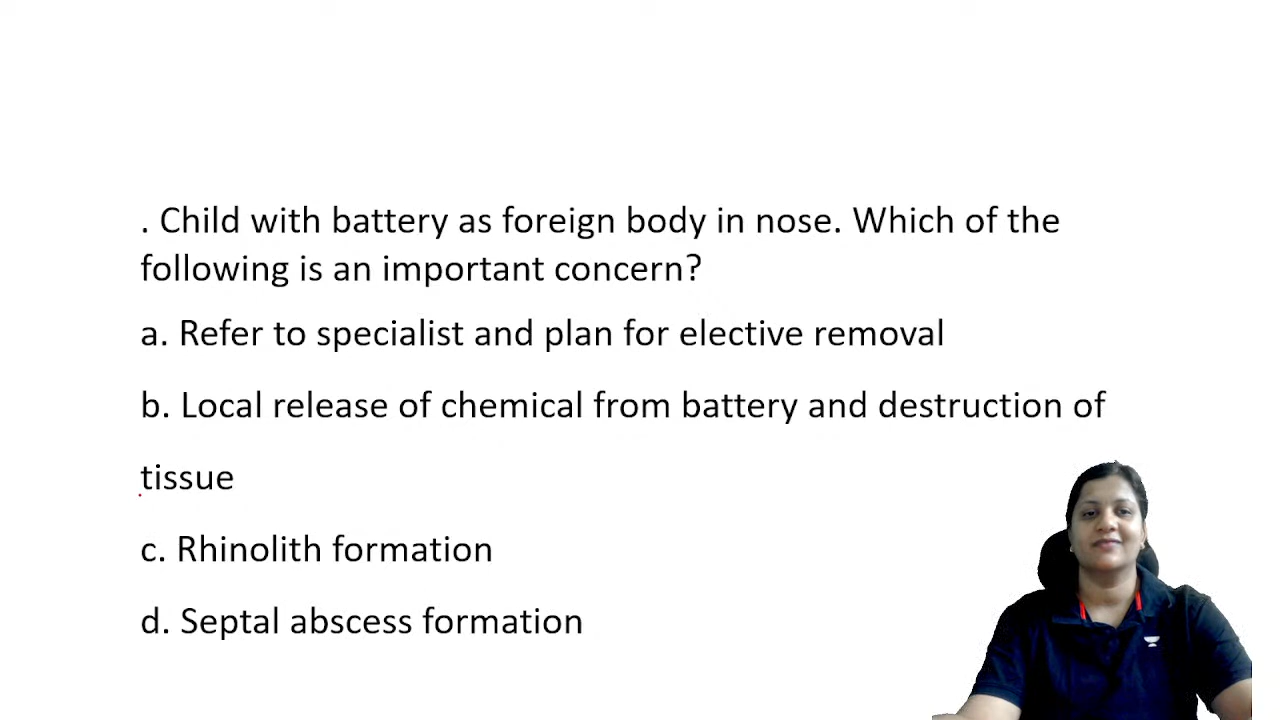 . Child with battery as foreign body in nose. Which of the
following is an important concern?
a. Refer to specialist and plan for elective removal
b. Local release of chemical from battery and destruction of
tissue
c. Rhinolith formation
d. Septal abscess formation